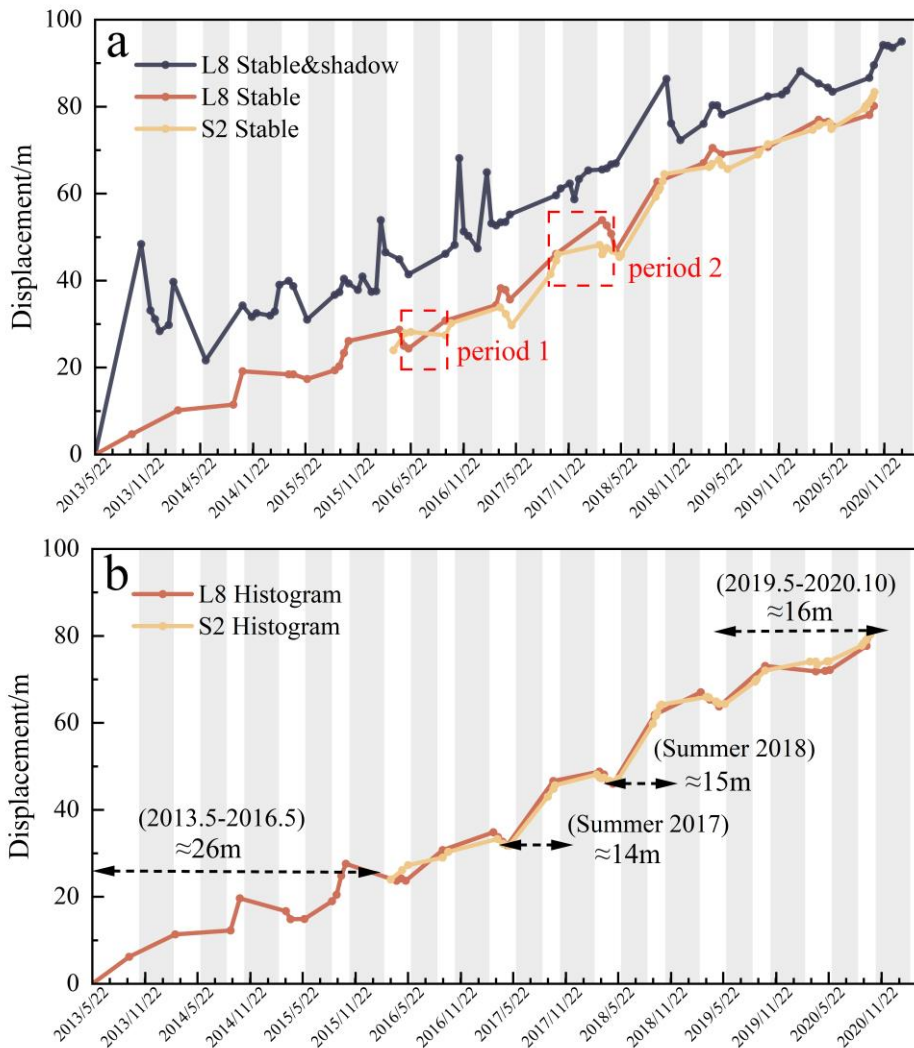 a
L8 Stable&shadow
L8 Stable
S2 Stable
period 1
period 2
Displacement/m
100
80
60
40
20
0
2013/5/22
2013/11/22
2014/5/22
2014/11/22
2015/5/22
2015/11/22
2016/5/22
2016/11/22
2017/5/22
2017/11/22
2018/5/22
2018/11/22
2019/5/22
2019/11/22
2020/5/22
2020/11/22
b
L8 Histogram
S2 Histogram
(2019.5-2020.10)
≈16m
(Summer 2018)
≈15m
(Summer 2017)
≈14m
(2013.5-2016.5)
≈26m
Displacement/m
100
80
60
40
20
0
2013/5/22
2013/11/22
2014/5/22
2014/11/22
2015/5/22
2015/11/22
2016/5/22
2016/11/22
2017/5/22
2017/11/22
2018/5/22
2018/11/22
2019/5/22
2019/11/22
2020/5/22
2020/11/22